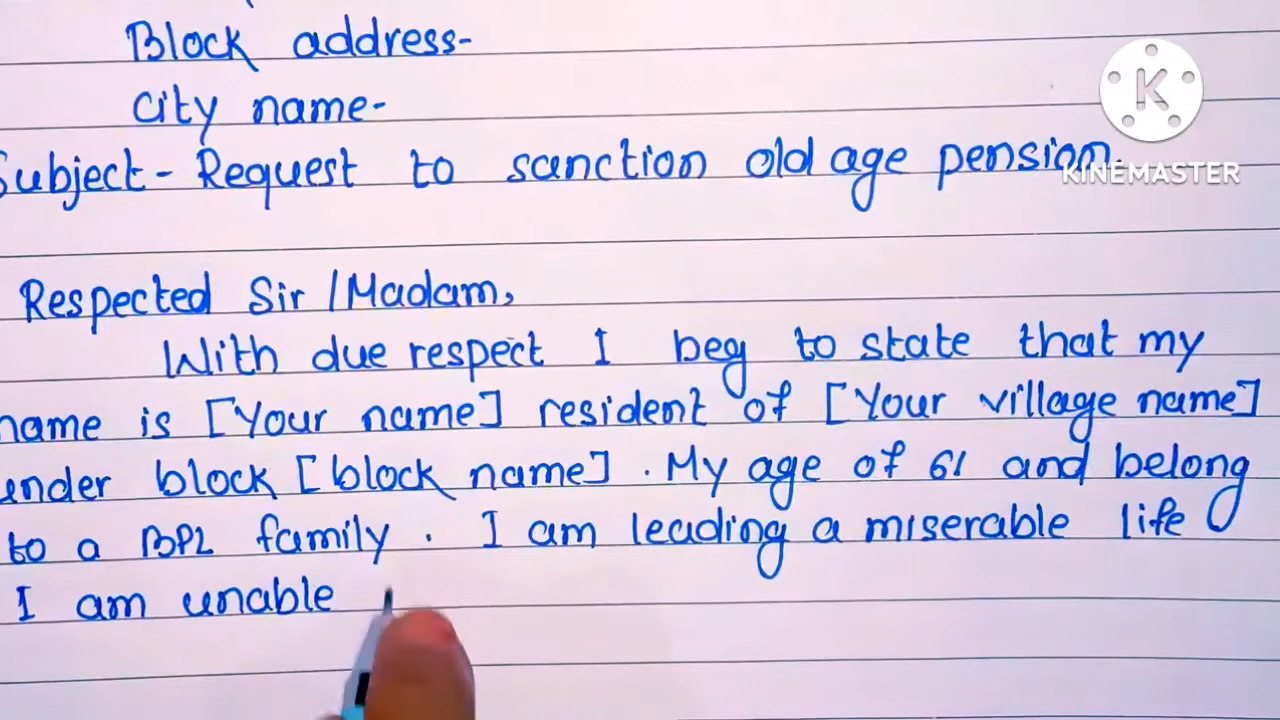 Block address-
City name-
Subject - Request to sanction old age pension.
Respected Sir /Madam,
With due respect I beg to state that my
name is [Your name] resident of [Your village name]
under block [block name]. My age of 61 and belong
to a BPL family. I am leading a miserable life
I am unable
K
KINEMASTER